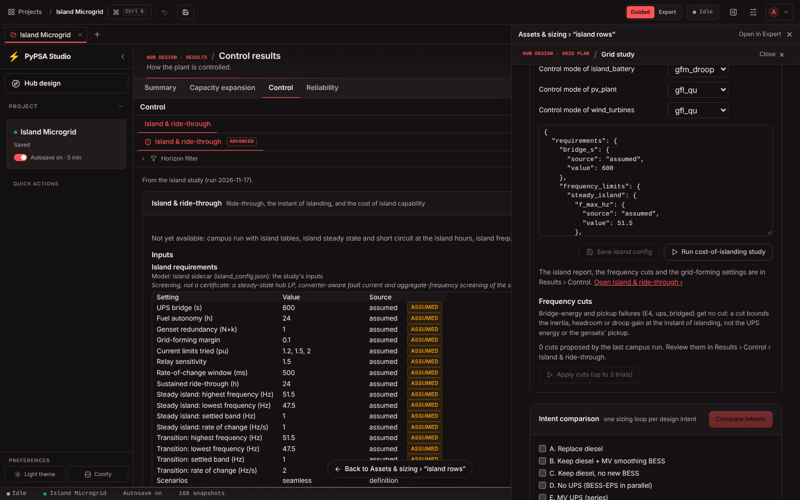 Projects / Island Microgrid
Ctrl K
Guided
Expert
Idle
A
Island Microgrid
PyPSA Studio
Hub design
PROJECT
Island Microgrid
Saved
Autosave on · 5 min
QUICK ACTIONS
PREFERENCES
Light theme
Comfy
HUB DESIGN · RESULTS / Control results
How the plant is controlled.
Summary
Capacity expansion
Control
Reliability
Control
Island & ride-through
Island & ride-through ADVANCED
Horizon filter
From the island study (run 2026-11-17).
Island & ride-through Ride-through, the instant of islanding, and the cost of island capability
Not yet available: campus run with island tables, island steady state and short circuit at the island hours, island frequ
Inputs
Island requirements
Model: island sidecar (island_config.json): the study's inputs
Screening, not a certificate: a steady-state hub LP, converter-aware fault current and aggregate-frequency screening of the s
Setting Value Source
UPS bridge (s) 600 assumed ASSUMED
Fuel autonomy (h) 24 assumed ASSUMED
Genset redundancy (N+k) 1 assumed ASSUMED
Grid-forming margin 0.1 assumed ASSUMED
Current limits tried (pu) 1.2, 1.5, 2 assumed ASSUMED
Relay sensitivity 1.5 assumed ASSUMED
Rate-of-change window (ms) 500 assumed ASSUMED
Sustained ride-through (h) 24 assumed ASSUMED
Steady island: highest frequency (Hz) 51.5 assumed ASSUMED
Steady island: lowest frequency (Hz) 47.5 assumed ASSUMED
Steady island: settled band (Hz) 1 assumed ASSUMED
Steady island: rate of change (Hz/s) 1 assumed ASSUMED
Transition: highest frequency (Hz) 51.5 assumed ASSUMED
Transition: lowest frequency (Hz) 47.5 assumed ASSUMED
Transition: settled band (Hz) 1 assumed ASSUMED
Transition: rate of change (Hz/s) 2 assumed ASSUMED
Scenarios seamless definition
← Back to Assets & sizing › "island rows"
Assets & sizing › "island rows"
Open in Expert
HUB DESIGN · GRID PLAN / Grid study
Close
Control mode of island_battery gfm_droop
Control mode of pv_plant gfl_qu
Control mode of wind_turbines gfl_qu
{
"requirements": {
"bridge_s": {
"source": "assumed",
"value": 600
},
"frequency_limits": {
"steady_island": {
"f_max_hz": {
"source": "assumed",
"value": 51.5
},
Save island config
Run cost-of-islanding study
The island report, the frequency cuts and the grid-forming settings are in
Results › Control. Open Island & ride-through ›
Frequency cuts
Bridge-energy and pickup failures (E4, ups_bridged) get no cut: a cut bounds
the inertia, headroom or droop gain at the instant of islanding, not the UPS
energy or the gensets' pickup.
0 cuts proposed by the last campus run. Review them in Results › Control ›
Island & ride-through.
Apply cuts (up to 3 trials)
Intent comparison one sizing loop per design intent
Compare intents
A. Replace diesel
B. Keep diesel + MV smoothing BESS
C. Keep diesel, no new BESS
D. No UPS (BESS-EPS in parallel)
E. MV UPS (series)
Idle
Island Microgrid
Autosave on
168 snapshots